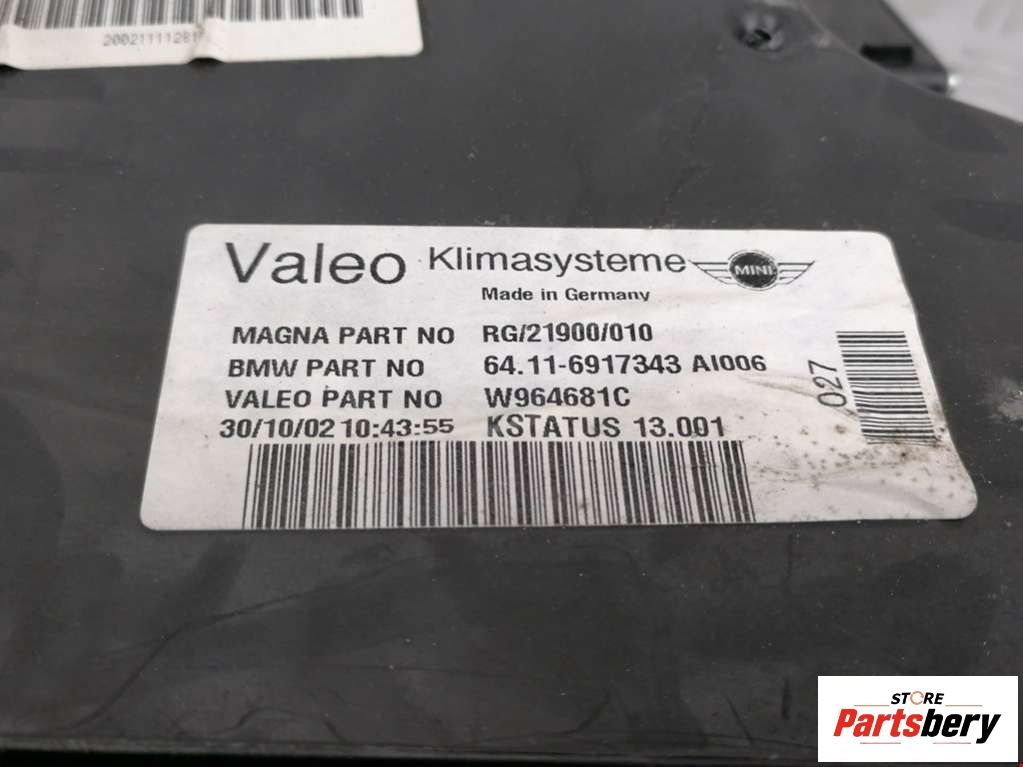 Valeo Klimasysteme MINI
Made in Germany
MAGNA PART NO RG/21900/010
BMW PART NO 64.11-6917343 AI006
VALEO PART NO W964681C
30/10/02 10:43:55 KSTATUS 13.001
027
STORE
Partsbery